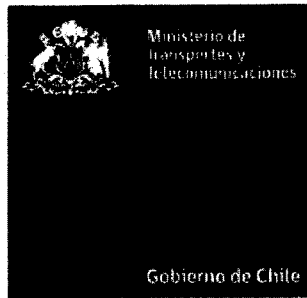 Ministerio de
Transportes y
Telecomunicaciones
Gobierno de Chile